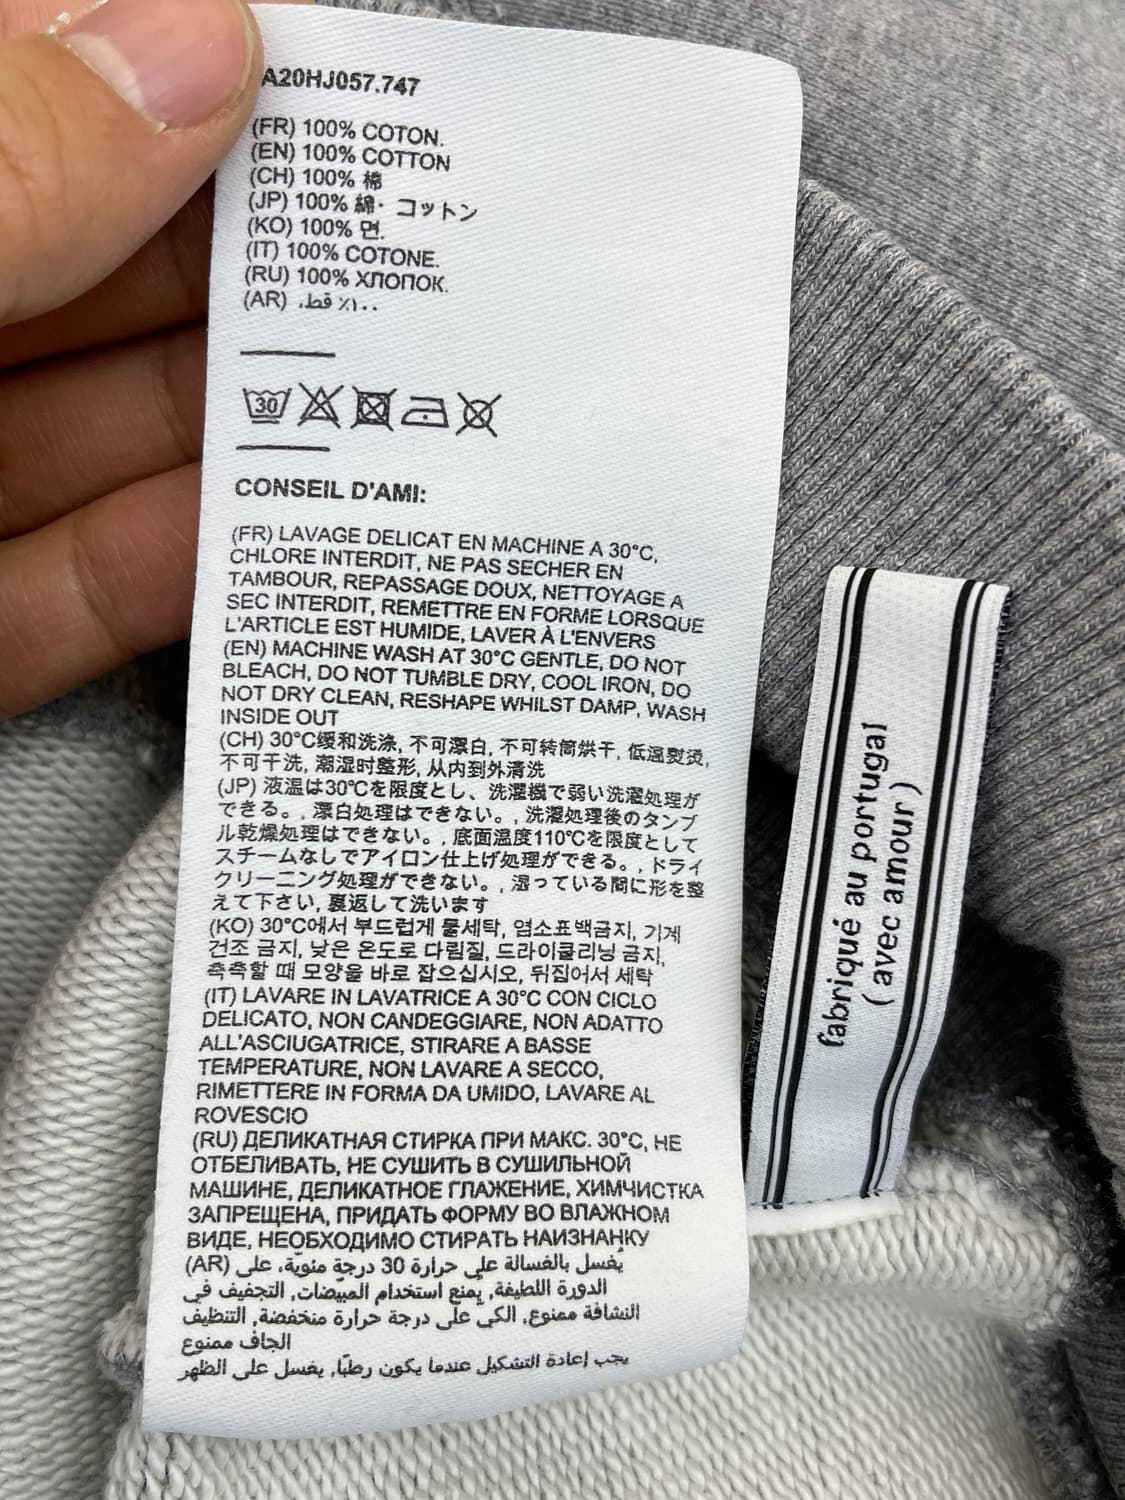 A20HJ057.747
(FR) 100% COTON.
(EN) 100% COTTON
(CH) 100% 棉
(JP) 100% 綿・コットン
(KO) 100% 면.
(IT) 100% COTONE.
(RU) 100% ХЛОПОК.
(AR) ١٠٠٪ قطن.
30
CONSEIL D'AMI:
(FR) LAVAGE DELICAT EN MACHINE A 30°C,
CHLORE INTERDIT, NE PAS SECHER EN
TAMBOUR, REPASSAGE DOUX, NETTOYAGE A
SEC INTERDIT, REMETTRE EN FORME LORSQUE
L'ARTICLE EST HUMIDE, LAVER À L'ENVERS
(EN) MACHINE WASH AT 30°C GENTLE, DO NOT
BLEACH, DO NOT TUMBLE DRY, COOL IRON, DO
NOT DRY CLEAN, RESHAPE WHILST DAMP, WASH
INSIDE OUT
(CH) 30°C缓和洗涤, 不可漂白, 不可转筒烘干, 低温熨烫,
不可干洗, 潮湿时整形, 从内到外清洗
(JP) 液温は30℃を限度とし、洗濯機で弱い洗濯処理が
できる。, 漂白処理はできない。, 洗濯処理後のタンブ
ル乾燥処理はできない。, 底面温度110℃を限度として
スチームなしでアイロン仕上げ処理ができる。, ドライ
クリーニング処理ができない。, 湿っている間に形を整
えて下さい, 裏返して洗います
(KO) 30°C에서 부드럽게 물세탁, 염소표백금지, 기계
건조 금지, 낮은 온도로 다림질, 드라이클리닝 금지,
축축할 때 모양을 바로 잡으십시오, 뒤집어서 세탁
(IT) LAVARE IN LAVATRICE A 30°C CON CICLO
DELICATO, NON CANDEGGIARE, NON ADATTO
ALL'ASCIUGATRICE, STIRARE A BASSE
TEMPERATURE, NON LAVARE A SECCO,
RIMETTERE IN FORMA DA UMIDO, LAVARE AL
ROVESCIO
(RU) ДЕЛИКАТНАЯ СТИРКА ПРИ МАКС. 30°C, НЕ
ОТБЕЛИВАТЬ, НЕ СУШИТЬ В СУШИЛЬНОЙ
МАШИНЕ, ДЕЛИКАТНОЕ ГЛАЖЕНИЕ, ХИМЧИСТКА
ЗАПРЕЩЕНА, ПРИДАТЬ ФОРМУ ВО ВЛАЖНОМ
ВИДЕ, НЕОБХОДИМО СТИРАТЬ НАИЗНАНКУ
(AR) يغسل بالغسالة على حرارة 30 درجة مئوية، على
الدورة اللطيفة, يمنع استخدام المبيضات, التجفيف في
النشافة ممنوع, الكي على درجة حرارة منخفضة, التنظيف
الجاف ممنوع
يجب إعادة التشكيل عندما يكون رطبًا, يغسل على الظهر
fabriqué au portugal
( avec amour )